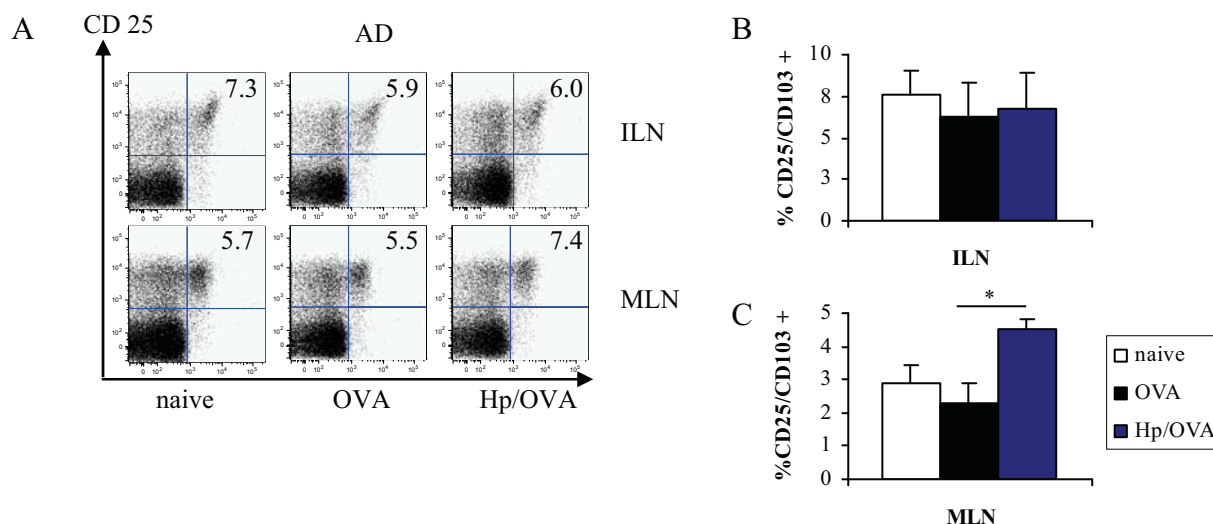 A
CD 25
AD
7.3
5.9
6.0
ILN
5.7
5.5
7.4
MLN
naive
OVA
Hp/OVA
B
% CD25/CD103 +
10
8
5
3
0
ILN
C
*
%CD25/CD103 +
5
4
3
2
1
0
MLN
naive
OVA
Hp/OVA